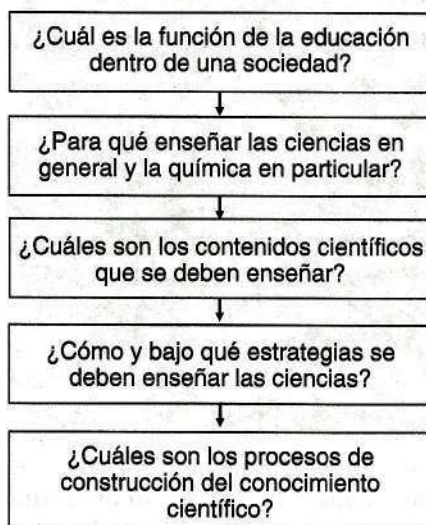 ¿Cuál es la función de la educación
dentro de una sociedad?
¿Para qué enseñar las ciencias en
general y la química en particular?
¿Cuáles son los contenidos científicos
que se deben enseñar?
¿Cómo y bajo qué estrategias se
deben enseñar las ciencias?
¿Cuáles son los procesos de
construcción del conocimiento
científico?